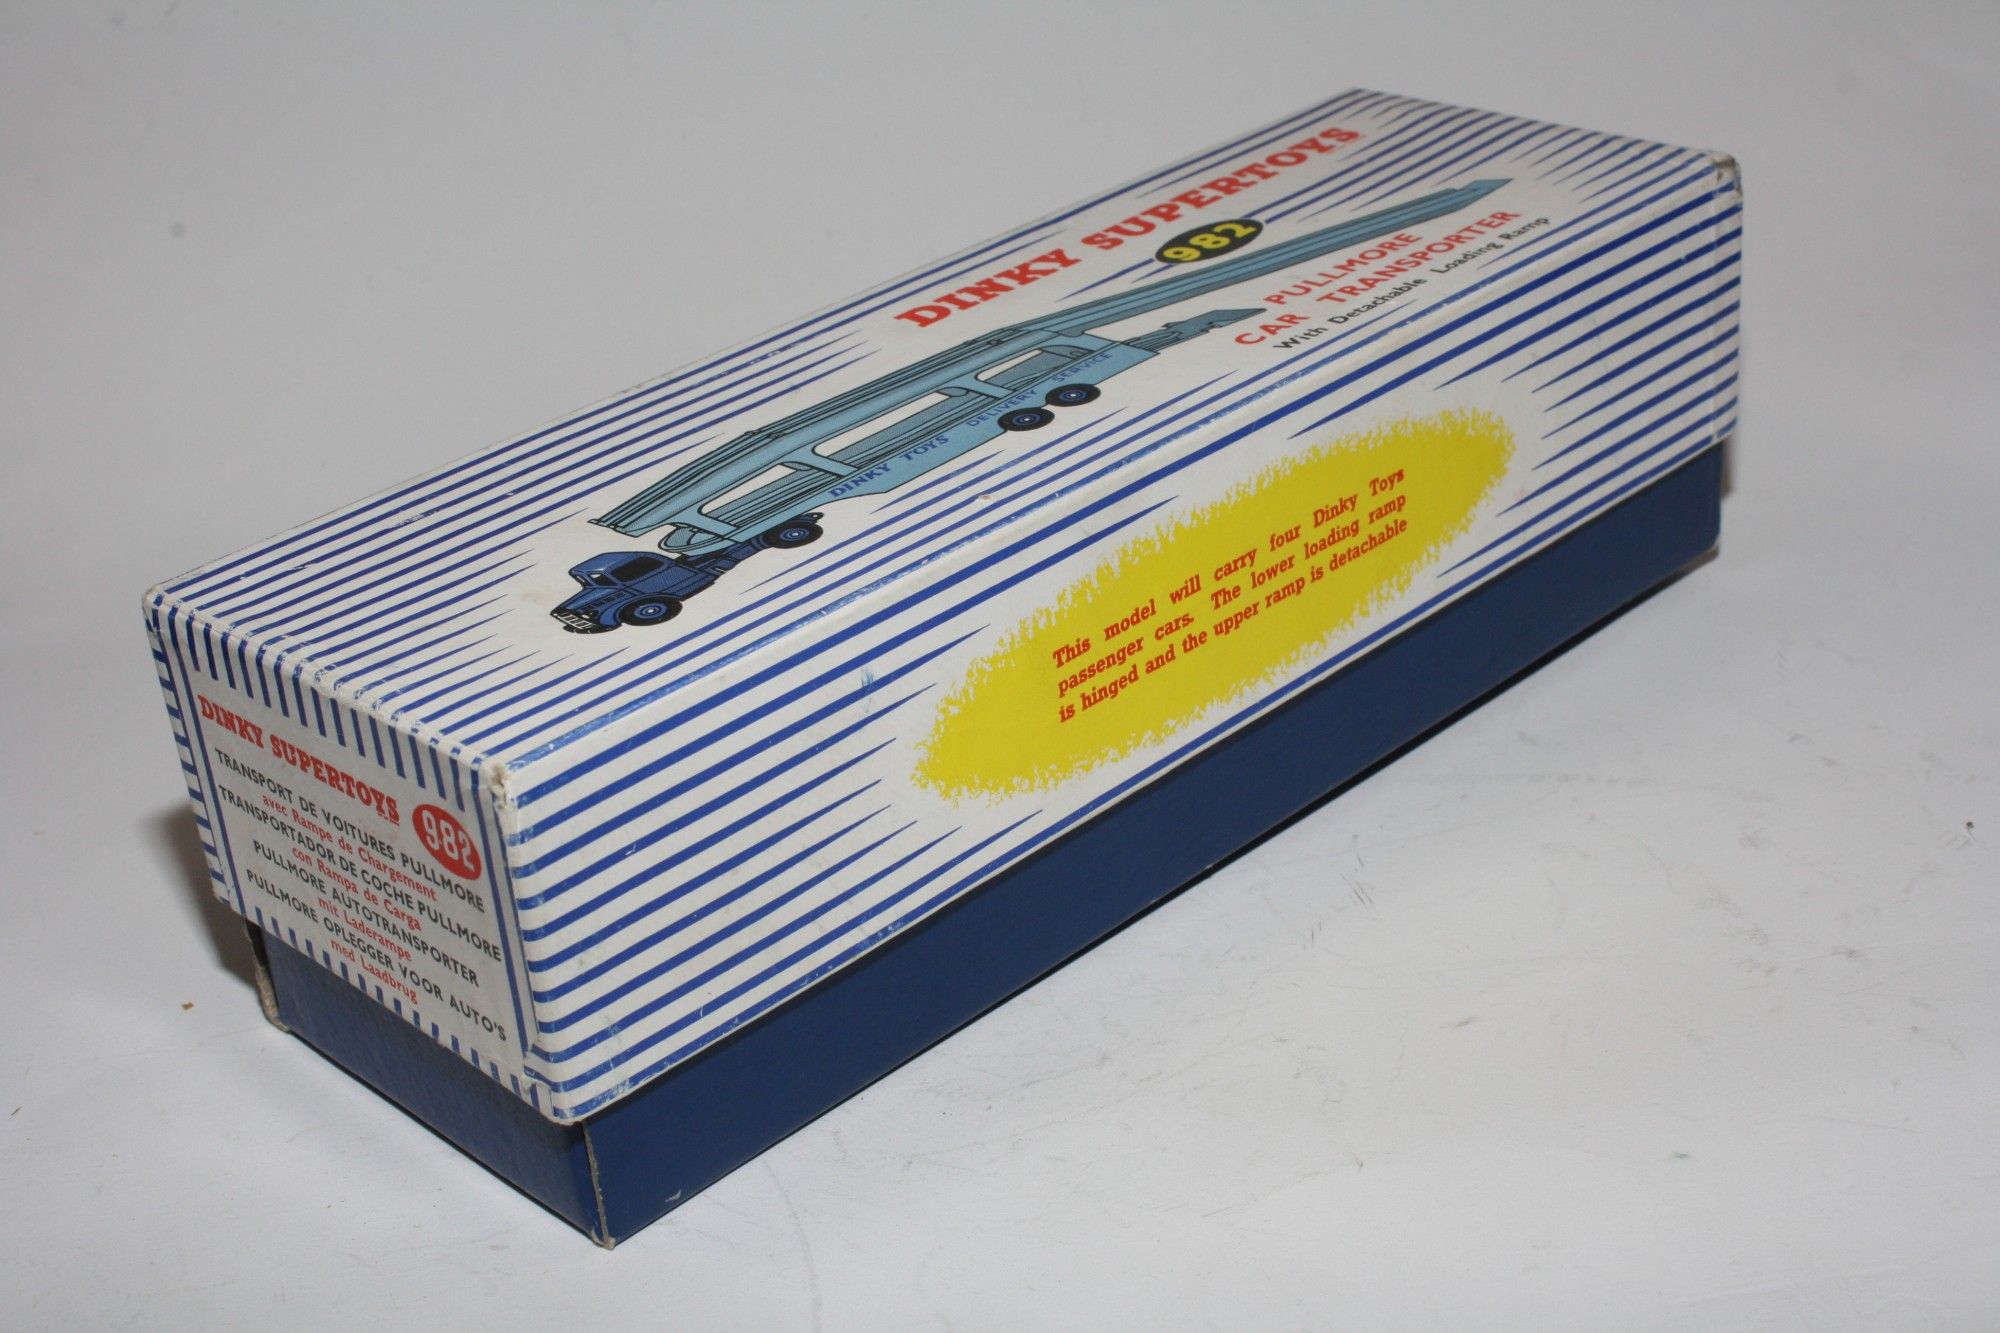 DINKY SUPERTOYS
982
PULLMORE
CAR TRANSPORTER
With Detachable Loading Ramp
DINKY TOYS DELIVERY SERVICE
This model will carry four Dinky Toys
passenger cars. The lower loading ramp
is hinged and the upper ramp is detachable
DINKY SUPERTOYS
982
TRANSPORT DE VOITURES PULLMORE
avec Rampe de Chargement
TRANSPORTADOR DE COCHE PULLMORE
con Rampa de Carga
PULLMORE AUTOTRANSPORTER
mit Laderampe
PULLMORE OPLEGGER VOOR AUTO'S
med Laadbrug